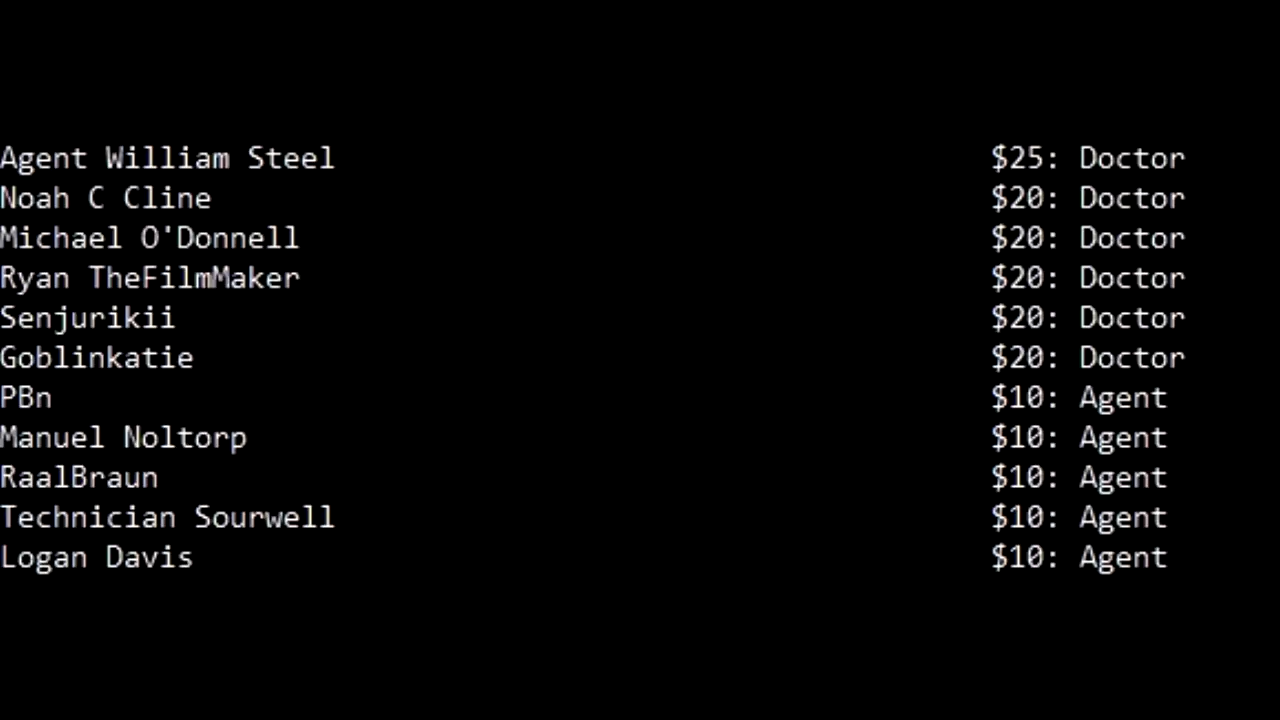 Agent William Steel $25: Doctor
Noah C Cline $20: Doctor
Michael O'Donnell $20: Doctor
Ryan TheFilmMaker $20: Doctor
Senjurikii $20: Doctor
Goblinkatie $20: Doctor
PBn $10: Agent
Manuel Noltorp $10: Agent
RaalBraun $10: Agent
Technician Sourwell $10: Agent
Logan Davis $10: Agent